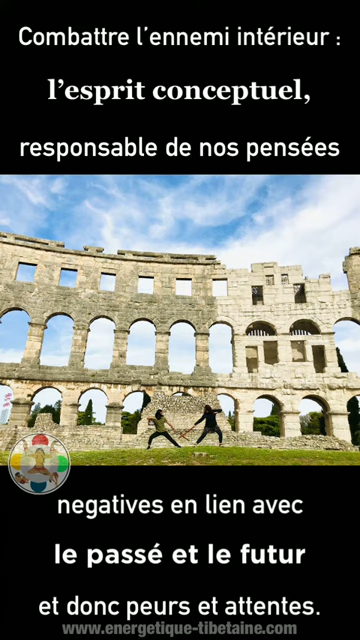 Combattre l’ennemi intérieur :
l’esprit conceptuel,
responsable de nos pensées
negatives en lien avec
le passé et le futur
et donc peurs et attentes.
www.energetique-tibetaine.com